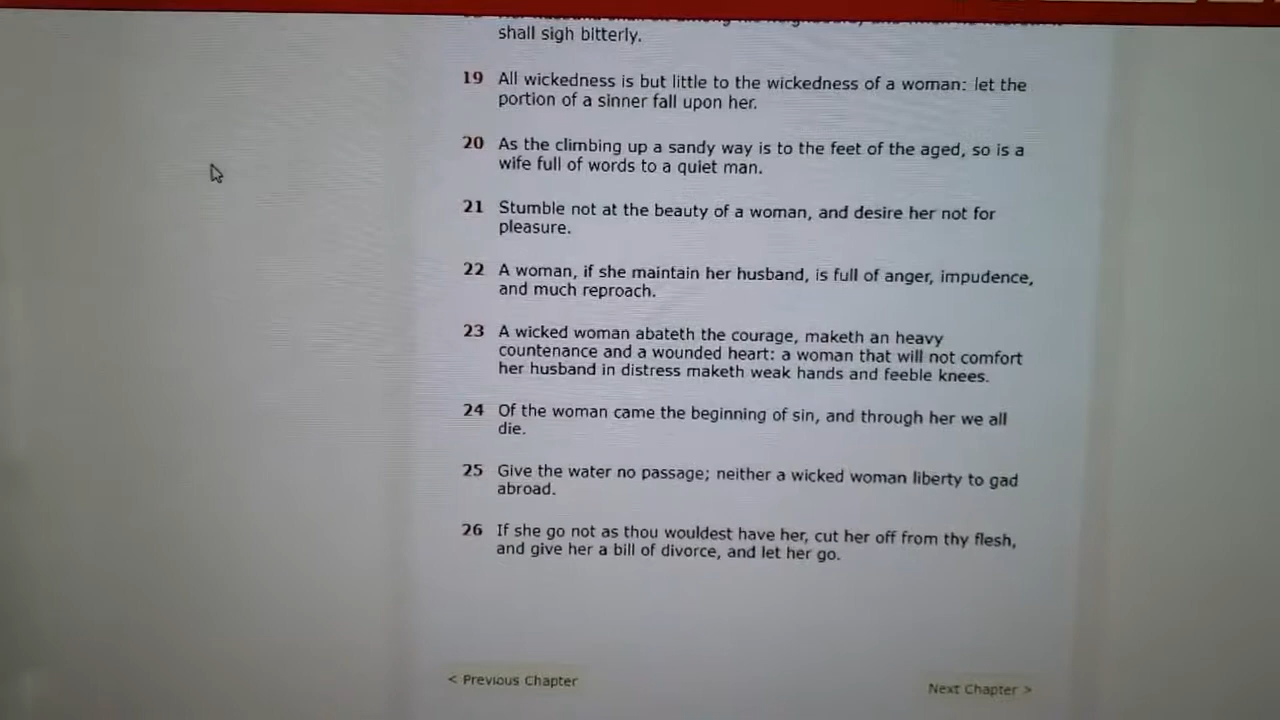 shall sigh bitterly.
19 All wickedness is but little to the wickedness of a woman: let the
portion of a sinner fall upon her.
20 As the climbing up a sandy way is to the feet of the aged, so is a
wife full of words to a quiet man.
21 Stumble not at the beauty of a woman, and desire her not for
pleasure.
22 A woman, if she maintain her husband, is full of anger, impudence,
and much reproach.
23 A wicked woman abateth the courage, maketh an heavy
countenance and a wounded heart: a woman that will not comfort
her husband in distress maketh weak hands and feeble knees.
24 Of the woman came the beginning of sin, and through her we all
die.
25 Give the water no passage; neither a wicked woman liberty to gad
abroad.
26 If she go not as thou wouldest have her, cut her off from thy flesh,
and give her a bill of divorce, and let her go.
< Previous Chapter
Next Chapter >